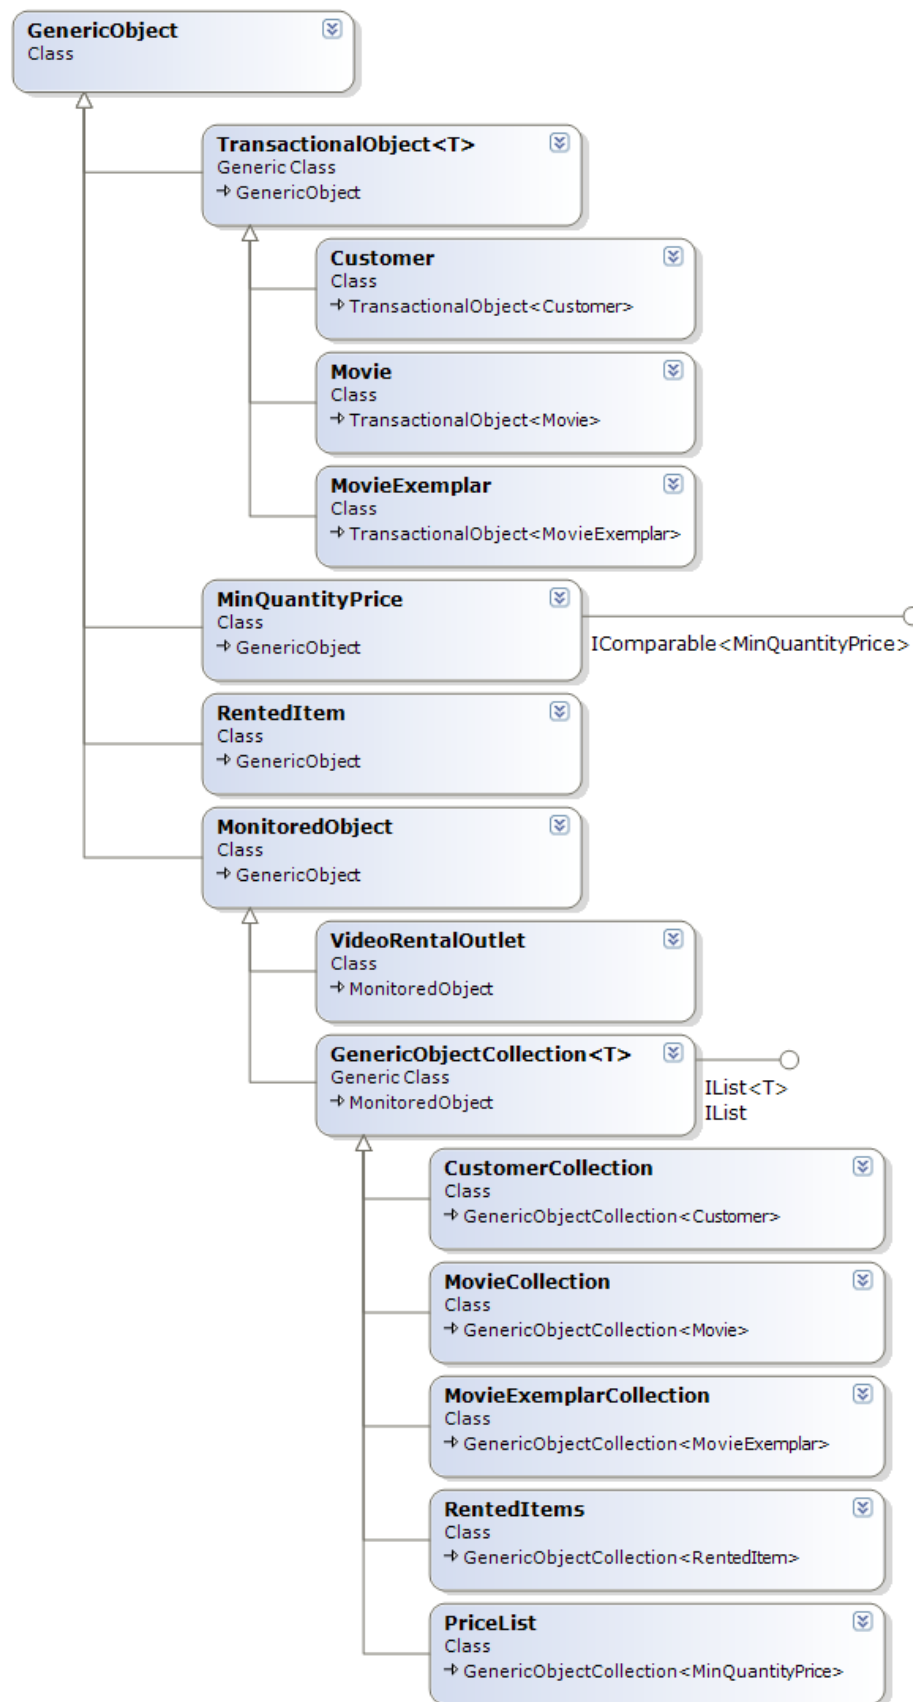 GenericObject
Class
TransactionalObject<T>
Generic Class
GenericObject
Customer
Class
TransactionalObject<Customer>
Movie
Class
TransactionalObject<Movie>
MovieExemplar
Class
TransactionalObject<MovieExemplar>
MinQuantityPrice
Class
GenericObject
IComparable<MinQuantityPrice>
RentedItem
Class
GenericObject
MonitoredObject
Class
GenericObject
VideoRentalOutlet
Class
MonitoredObject
GenericObjectCollection<T>
Generic Class
MonitoredObject
IList<T>
IList
CustomerCollection
Class
GenericObjectCollection<Customer>
MovieCollection
Class
GenericObjectCollection<Movie>
MovieExemplarCollection
Class
GenericObjectCollection<MovieExemplar>
RentedItems
Class
GenericObjectCollection<RentedItem>
PriceList
Class
GenericObjectCollection<MinQuantityPrice>